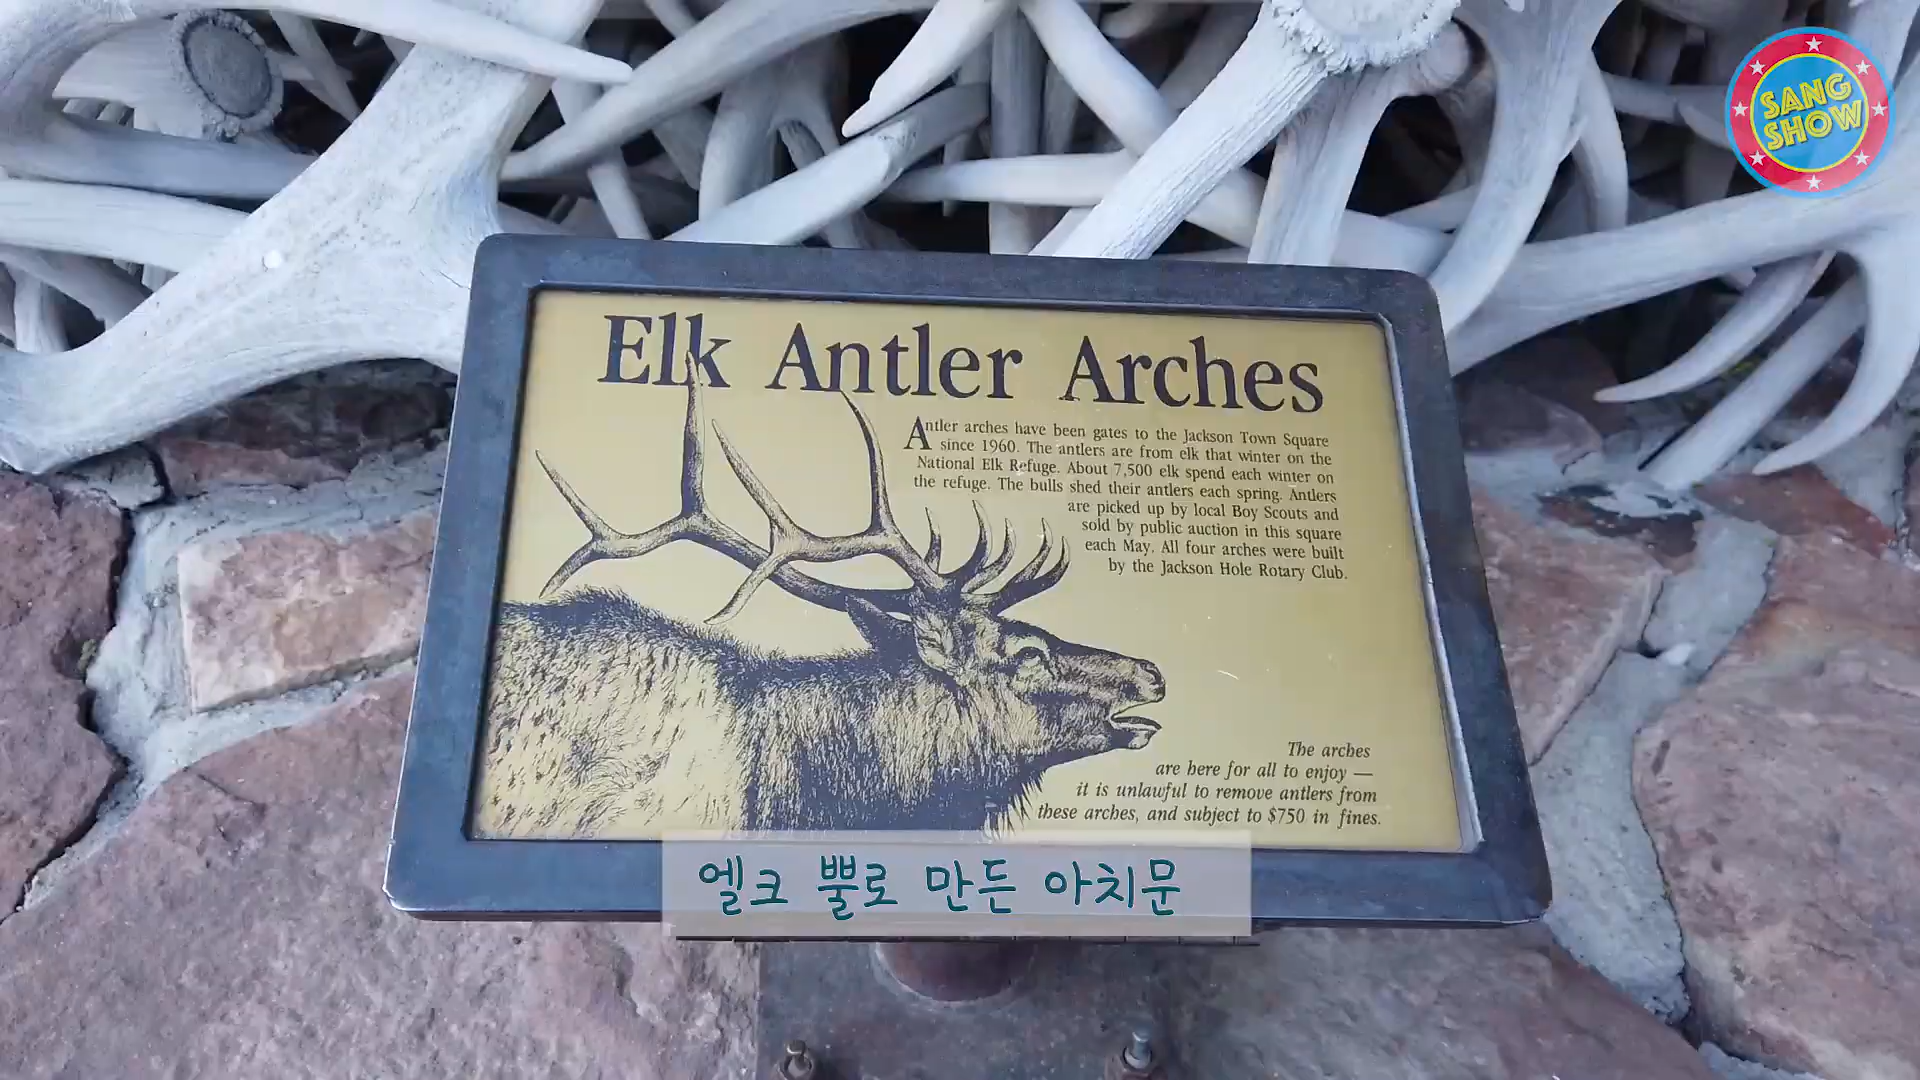 SANG
SHOW
Elk Antler Arches
Antler arches have been gates to the Jackson Town Square
since 1960. The antlers are from elk that winter on the
National Elk Refuge. About 7,500 elk spend each winter on
the refuge. The bulls shed their antlers each spring. Antlers
are picked up by local Boy Scouts and
sold by public auction in this square
each May. All four arches were built
by the Jackson Hole Rotary Club.
The arches
are here for all to enjoy —
it is unlawful to remove antlers from
these arches, and subject to $750 in fines.
엘크 뿔로 만든 아치문